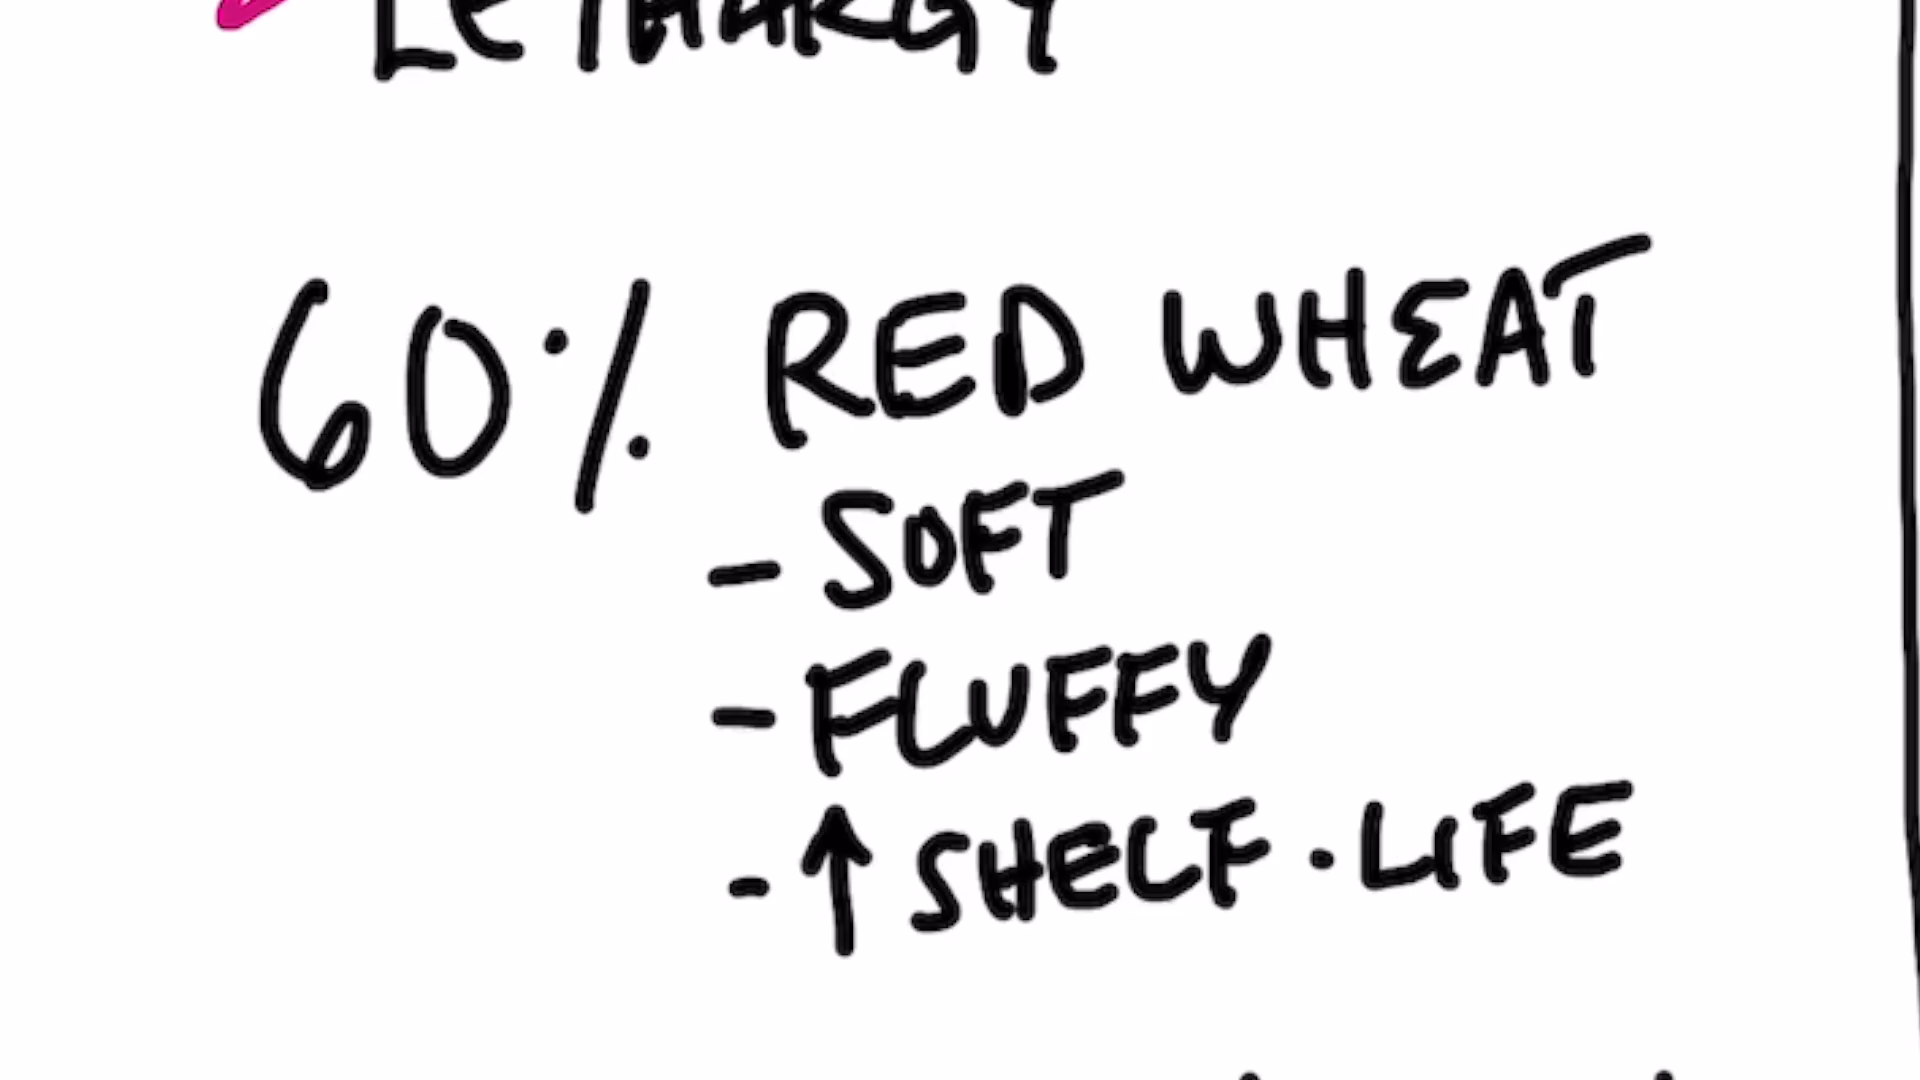 LETHARGY
60% RED WHEAT
- SOFT
- FLUFFY
- ↑ SHELF-LIFE